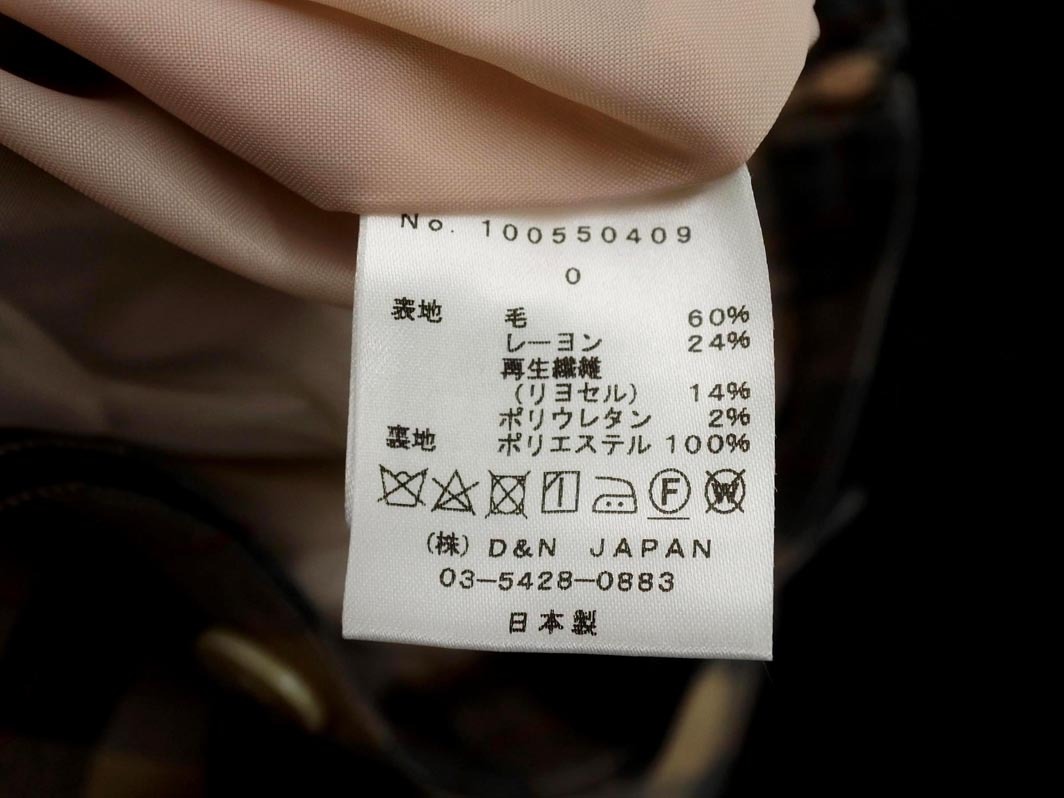 No. 100550409
0
表地 毛 60%
レーヨン 24%
再生繊維
(リヨセル) 14%
ポリウレタン 2%
裏地 ポリエステル 100%
F W
(株) D&N JAPAN
03-5428-0883
日本製